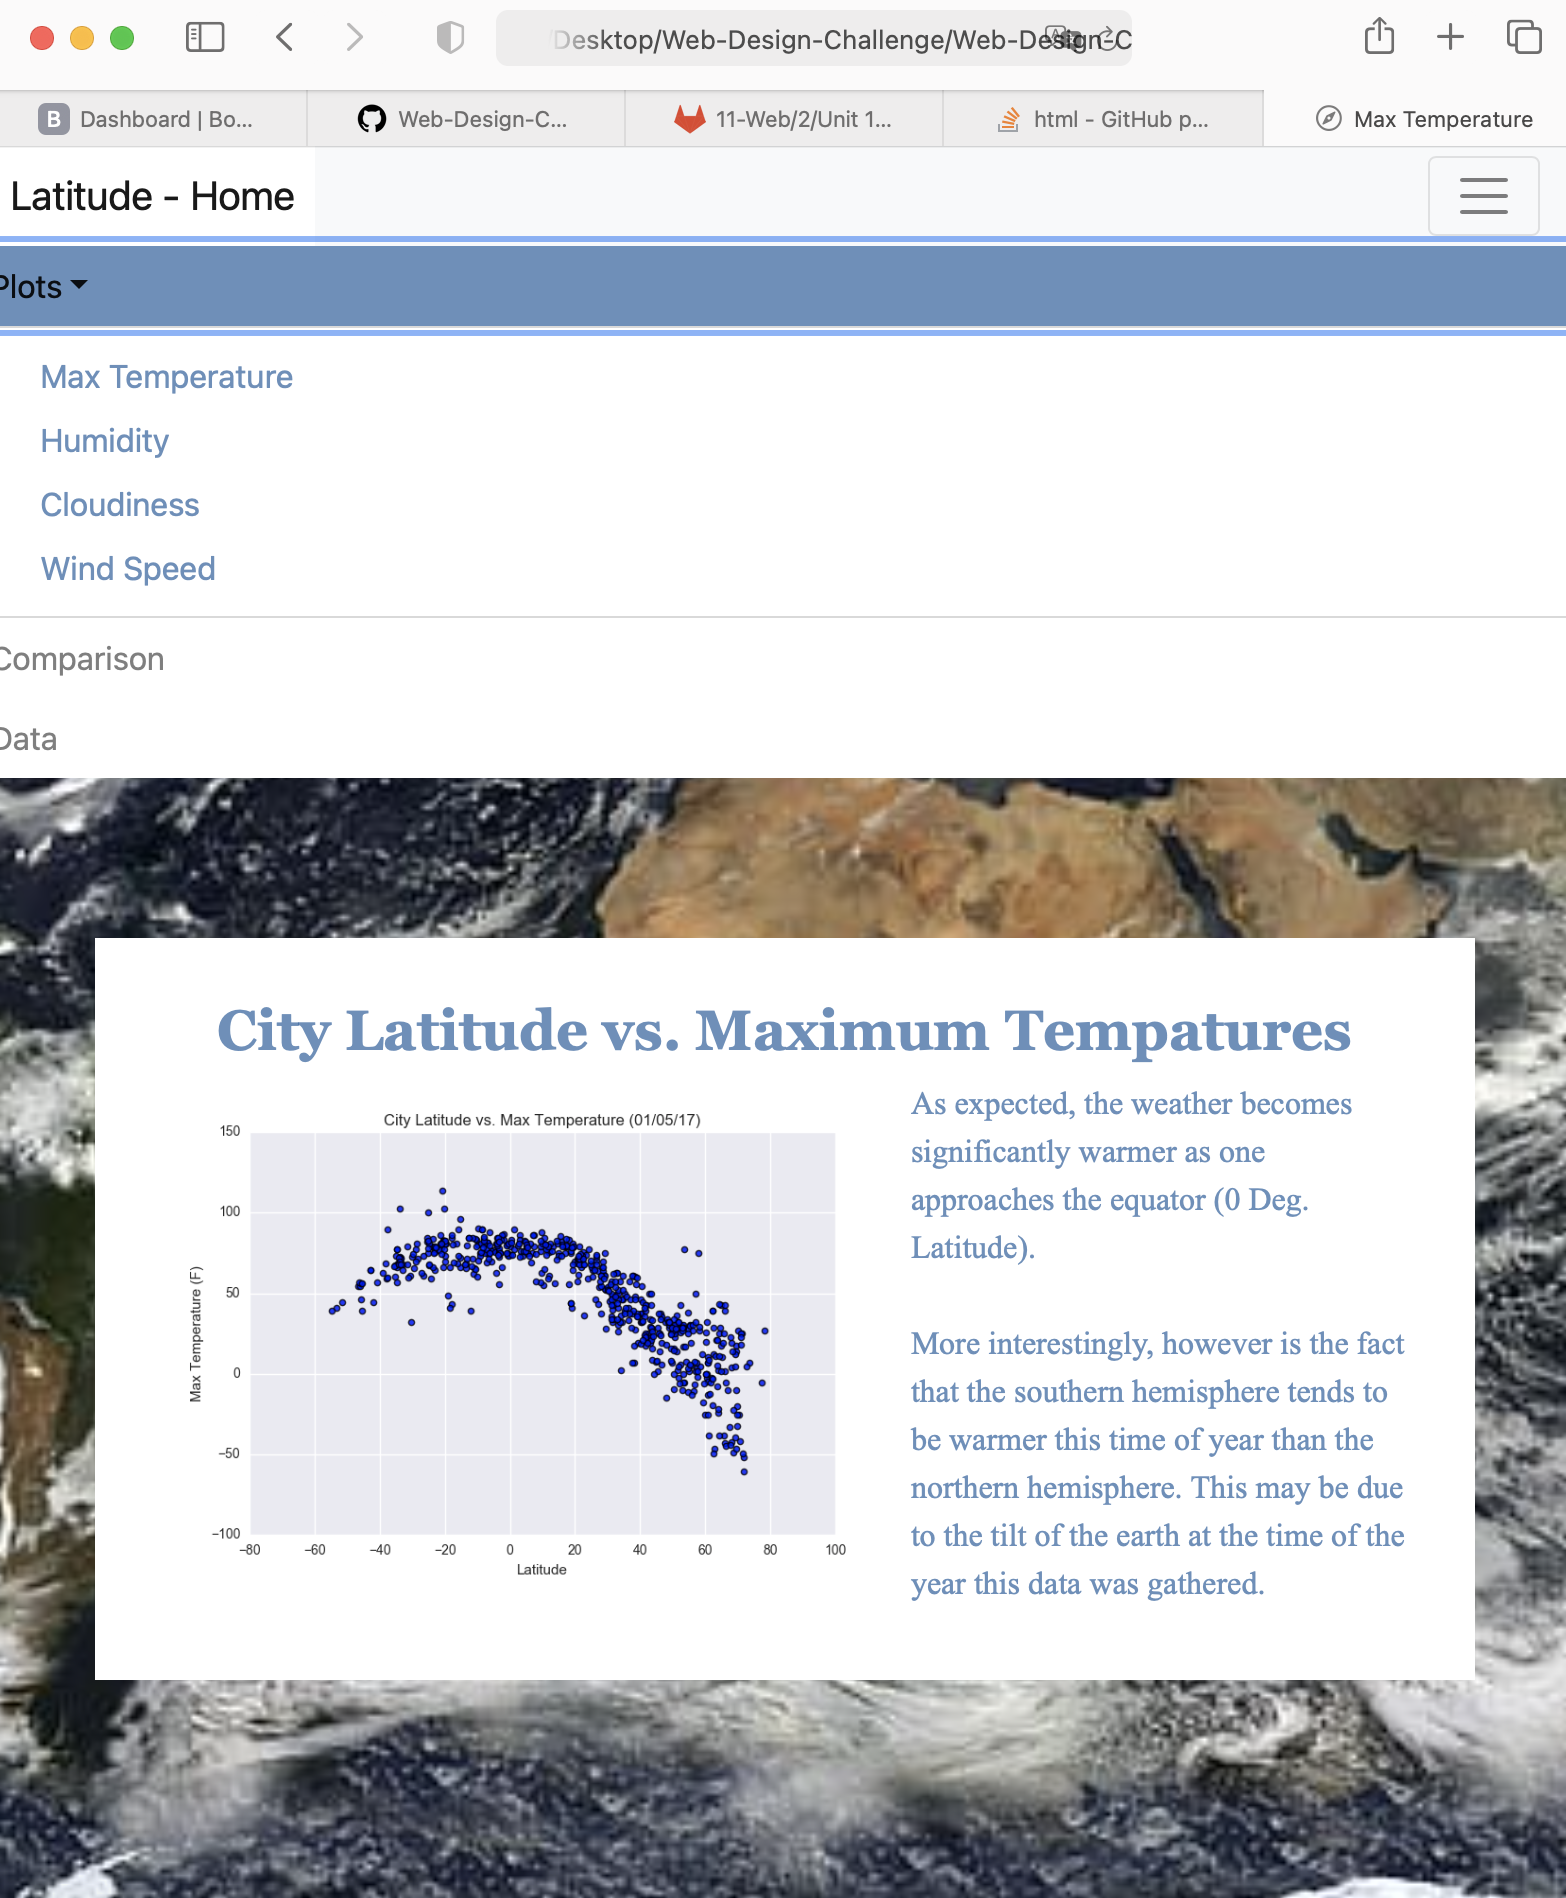 /Desktop/Web-Design-Challenge/Web-Design-C
Dashboard | Bo...
Web-Design-C...
11-Web/2/Unit 1...
html - GitHub p...
Max Temperature
Latitude - Home
Plots
Max Temperature
Humidity
Cloudiness
Wind Speed
Comparison
Data
City Latitude vs. Maximum Tempatures
City Latitude vs. Max Temperature (01/05/17)
150
100
50
0
−50
−100
Max Temperature (F)
−80 −60 −40 −20 0 20 40 60 80 100
Latitude
As expected, the weather becomes
significantly warmer as one
approaches the equator (0 Deg.
Latitude).
More interestingly, however is the fact
that the southern hemisphere tends to
be warmer this time of year than the
northern hemisphere. This may be due
to the tilt of the earth at the time of the
year this data was gathered.